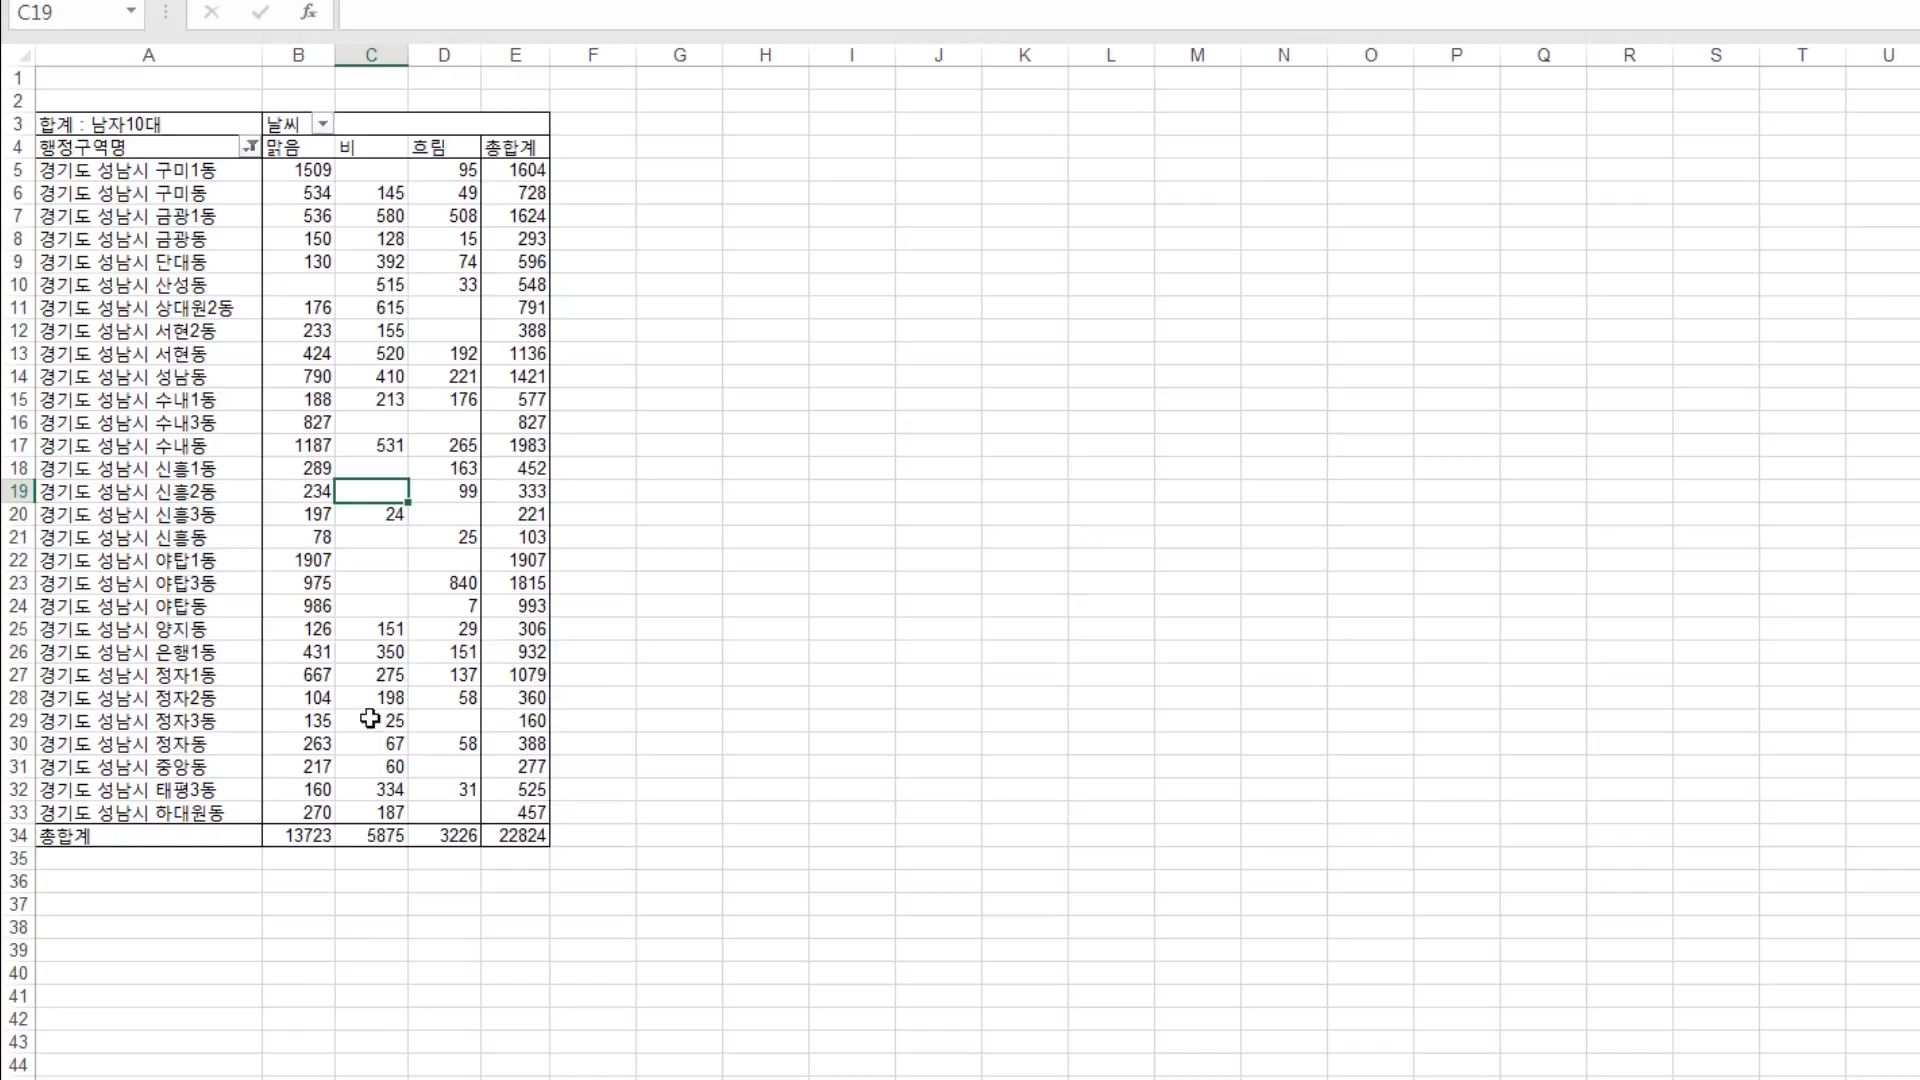 C19 fx
A B C D E F G H I J K L M N O P Q R S T U
1
2
3 합계 : 남자10대 날씨
4 행정구역명 맑음 비 흐림 총합계
5 경기도 성남시 구미1동 1509 95 1604
6 경기도 성남시 구미동 534 145 49 728
7 경기도 성남시 금광1동 536 580 508 1624
8 경기도 성남시 금광동 150 128 15 293
9 경기도 성남시 단대동 130 392 74 596
10 경기도 성남시 산성동 515 33 548
11 경기도 성남시 상대원2동 176 615 791
12 경기도 성남시 서현2동 233 155 388
13 경기도 성남시 서현동 424 520 192 1136
14 경기도 성남시 성남동 790 410 221 1421
15 경기도 성남시 수내1동 188 213 176 577
16 경기도 성남시 수내3동 827 827
17 경기도 성남시 수내동 1187 531 265 1983
18 경기도 성남시 신흥1동 289 163 452
19 경기도 성남시 신흥2동 234 99 333
20 경기도 성남시 신흥3동 197 24 221
21 경기도 성남시 신흥동 78 25 103
22 경기도 성남시 야탑1동 1907 1907
23 경기도 성남시 야탑3동 975 840 1815
24 경기도 성남시 야탑동 986 7 993
25 경기도 성남시 양지동 126 151 29 306
26 경기도 성남시 은행1동 431 350 151 932
27 경기도 성남시 정자1동 667 275 137 1079
28 경기도 성남시 정자2동 104 198 58 360
29 경기도 성남시 정자3동 135 25 160
30 경기도 성남시 정자동 263 67 58 388
31 경기도 성남시 중앙동 217 60 277
32 경기도 성남시 태평3동 160 334 31 525
33 경기도 성남시 하대원동 270 187 457
34 총합계 13723 5875 3226 22824
35
36
37
38
39
40
41
42
43
44